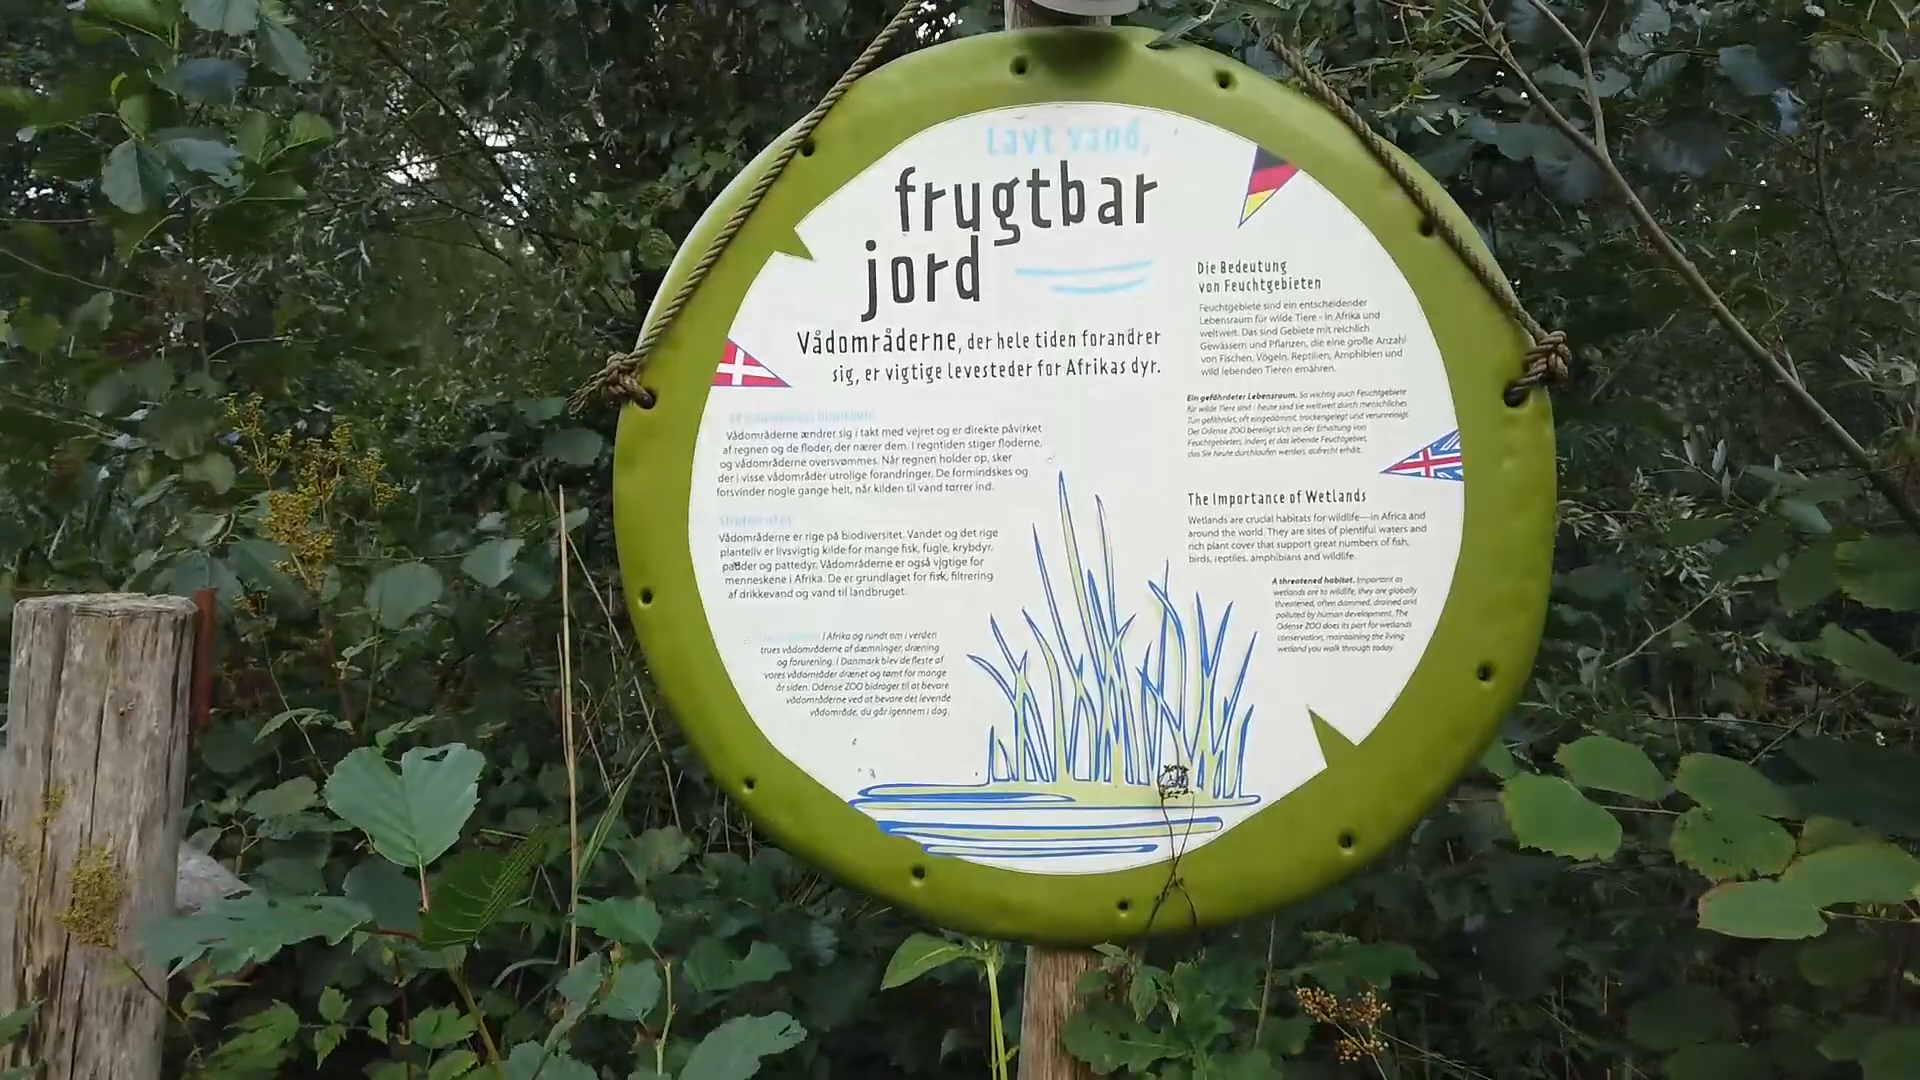 Lavt vand,
frugtbar
jord
Vådområderne, der hele tiden forandrer
sig, er vigtige levesteder for Afrikas dyr.
Vådområderne ændrer sig i takt med vejret og er direkte påvirket
af regnen og de floder, der nærer dem. I regntiden stiger floderne,
og vådområderne oversvømmes. Når regnen holder op, sker
der i visse vådområder utrolige forandringer. De formindskes og
forsvinder nogle gange helt, når kilden til vand tørrer ind.
Vådområderne er rige på biodiversitet. Vandet og det rige
planteliv er livsvigtig kilde for mange fisk, fugle, krybdyr,
padder og pattedyr. Vådområderne er også vigtige for
menneskene i Afrika. De er grundlaget for fisk, filtrering
af drikkevand og vand til landbruget.
I Afrika og rundt om i verden
trues vådområderne af dæmninger, dræning
og forurening. I Danmark blev de fleste af
vores vådområder drænet og tømt for mange
år siden. Odense ZOO bidrager til at bevare
vådområderne ved at bevare det levende
vådområde, du går igennem i dag.
Die Bedeutung
von Feuchtgebieten
Feuchtgebiete sind ein entscheidender
Lebensraum für wilde Tiere - in Afrika und
weltweit. Das sind Gebiete mit reichlich
Gewässern und Pflanzen, die eine große Anzahl
von Fischen, Vögeln, Reptilien, Amphibien und
wild lebenden Tieren ernähren.
Ein gefährdeter Lebensraum. So wichtig auch Feuchtgebiete
für wilde Tiere sind - heute sind sie weltweit durch menschliches
Tun gefährdet, oft eingedämmt, trockengelegt und verunreinigt.
Der Odense ZOO beteiligt sich an der Erhaltung von
Feuchtgebieten, indem er das lebende Feuchtgebiet,
das Sie heute durchlaufen werden, aufrecht erhält.
The Importance of Wetlands
Wetlands are crucial habitats for wildlife—in Africa and
around the world. They are sites of plentiful waters and
rich plant cover that support great numbers of fish,
birds, reptiles, amphibians and wildlife.
A threatened habitat. Important as
wetlands are to wildlife, they are globally
threatened, often dammed, drained and
polluted by human development. The
Odense ZOO does its part for wetlands
conservation, maintaining the living
wetland you walk through today.